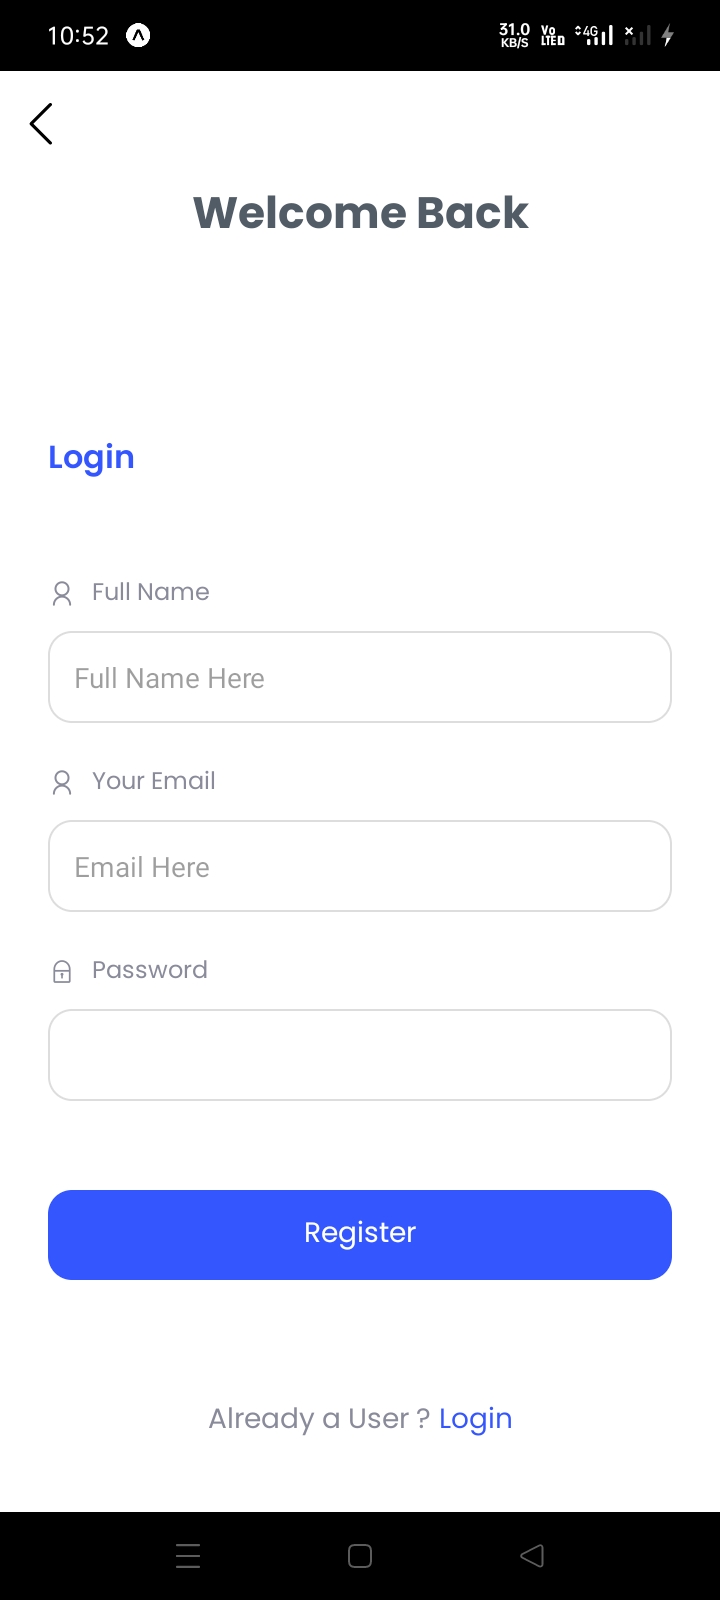 10:52
31.0 KB/S Vo LTE D 4G
Welcome Back
Login
Full Name
Full Name Here
Your Email
Email Here
Password
Register
Already a User ? Login